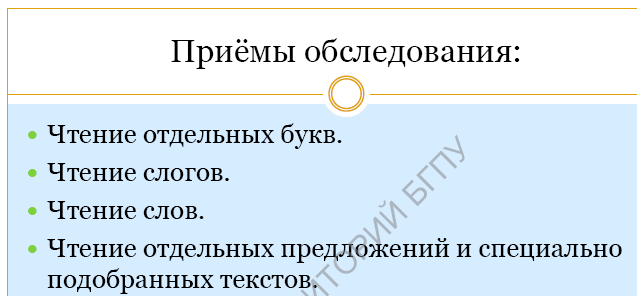 Приёмы обследования:
Чтение отдельных букв.
Чтение слогов.
Чтение слов.
Чтение отдельных предложений и специально
подобранных текстов.
БГПУ